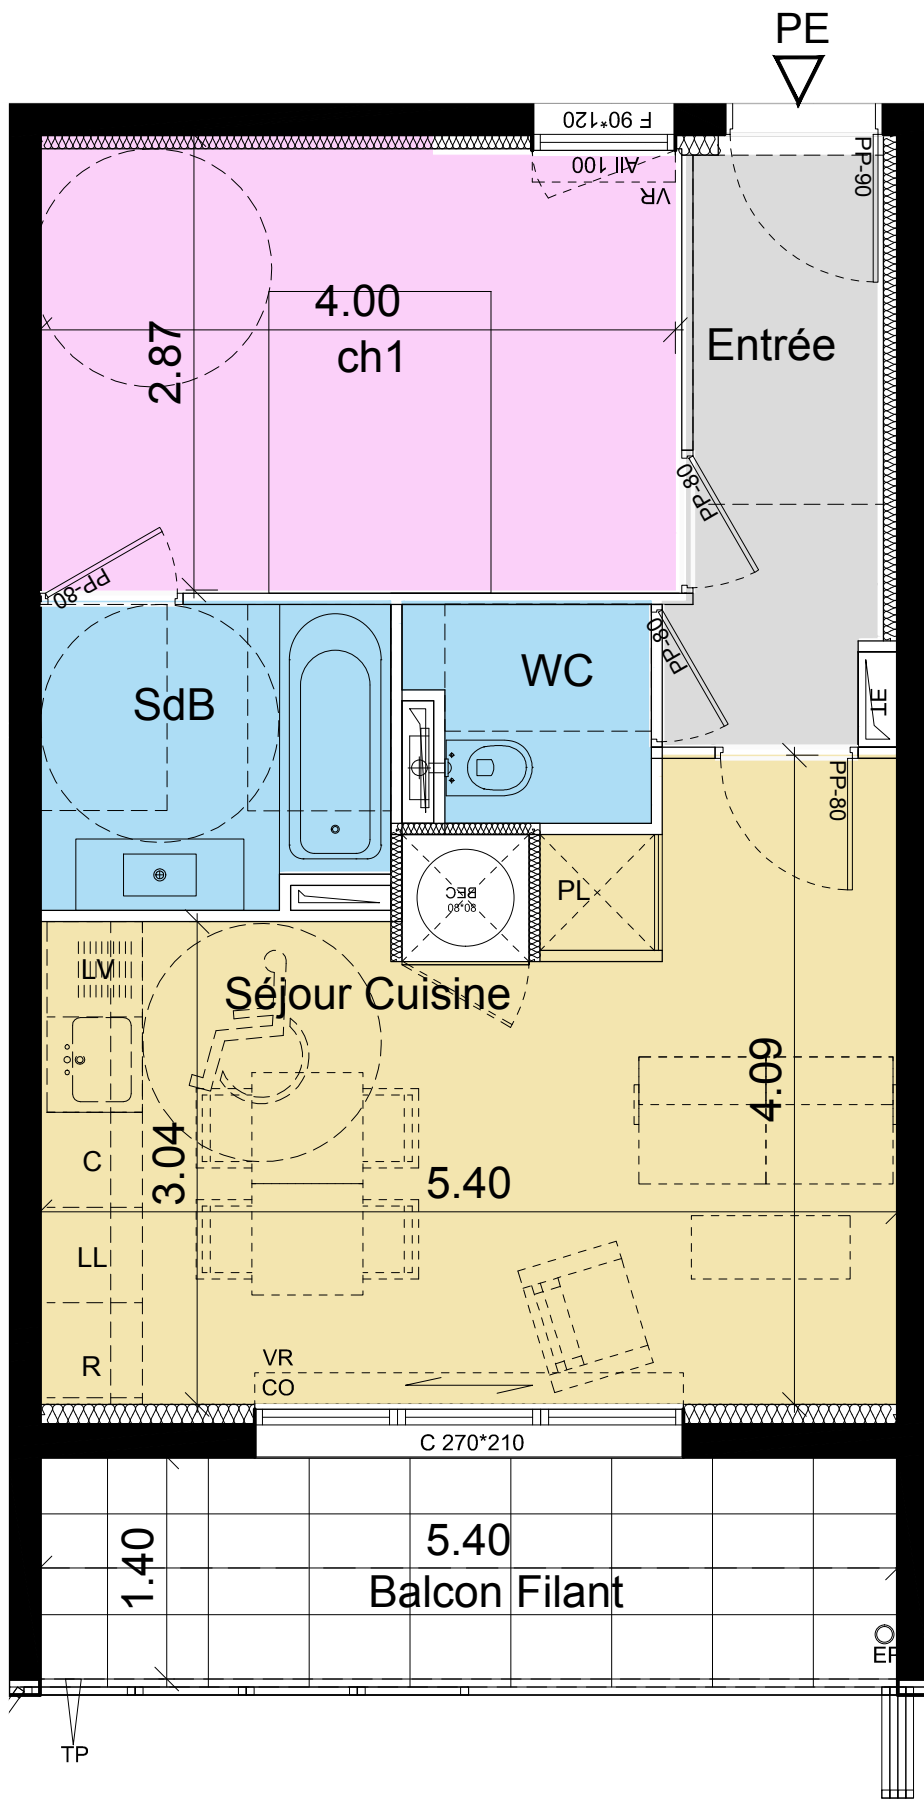 PE
F 90*120
All 100
VR
PP-90
4.00
ch1
2.87
Entrée
PP-80
PP-80
PP-80
SdB
WC
TE
PP-80
BEC
80.80
PL
LV
Séjour Cuisine
4.09
C
3.04
5.40
LL
R
VR
CO
C 270*210
1.40
5.40
Balcon Filant
EP
TP